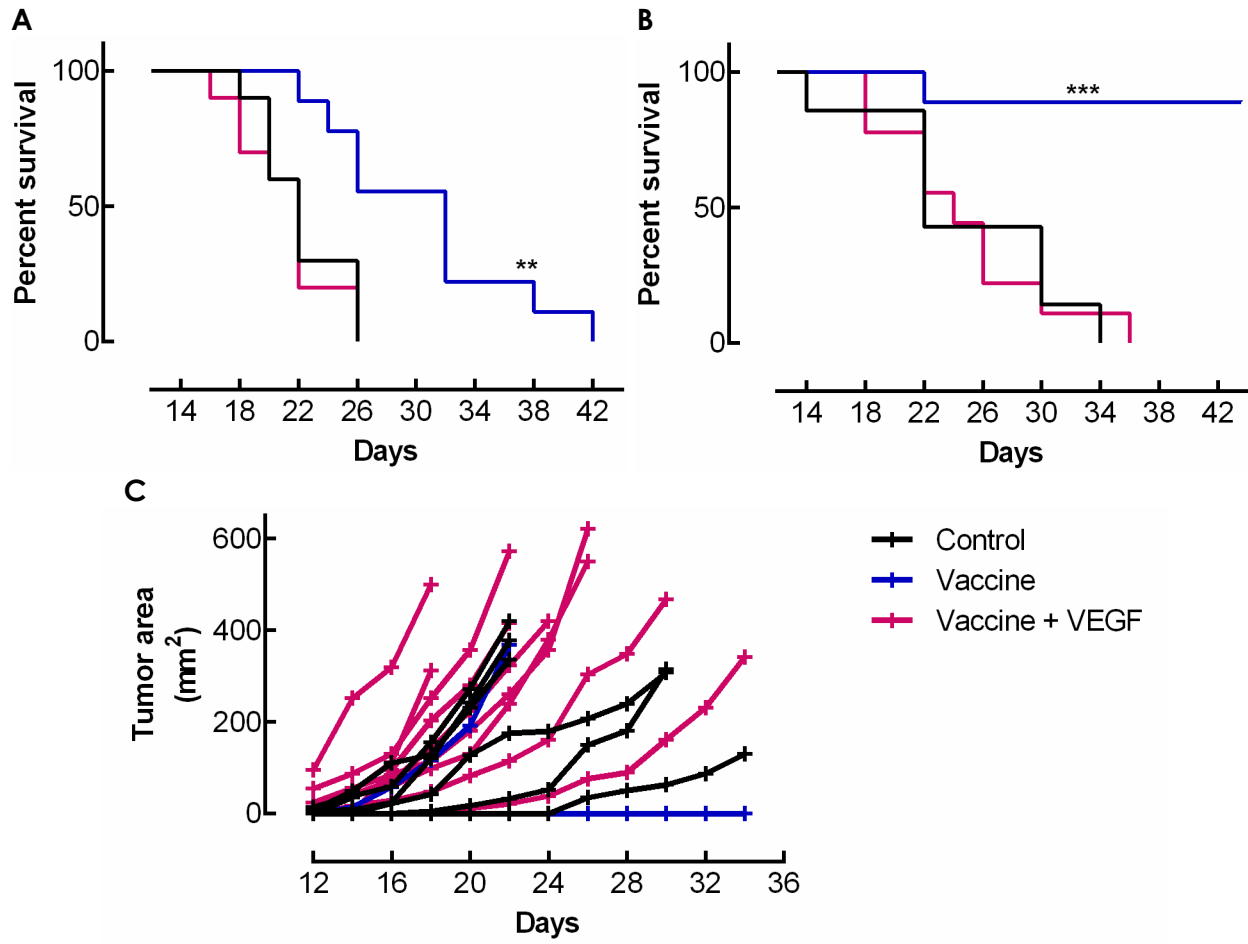 A
B
Percent survival
100
50
0
**
14 18 22 26 30 34 38 42
Days
Percent survival
100
50
0
***
14 18 22 26 30 34 38 42
Days
C
Tumor area
(mm²)
600
400
200
0
12 16 20 24 28 32 36
Days
Control
Vaccine
Vaccine + VEGF